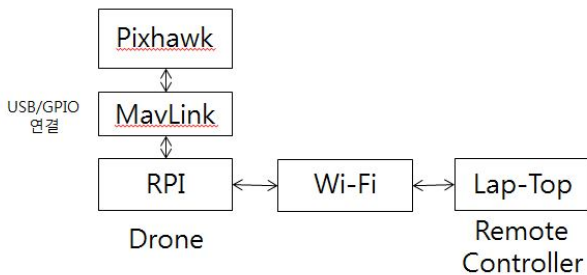 Pixhawk
USB/GPIO
연결
MavLink
RPI
Wi-Fi
Lap-Top
Drone
Remote
Controller